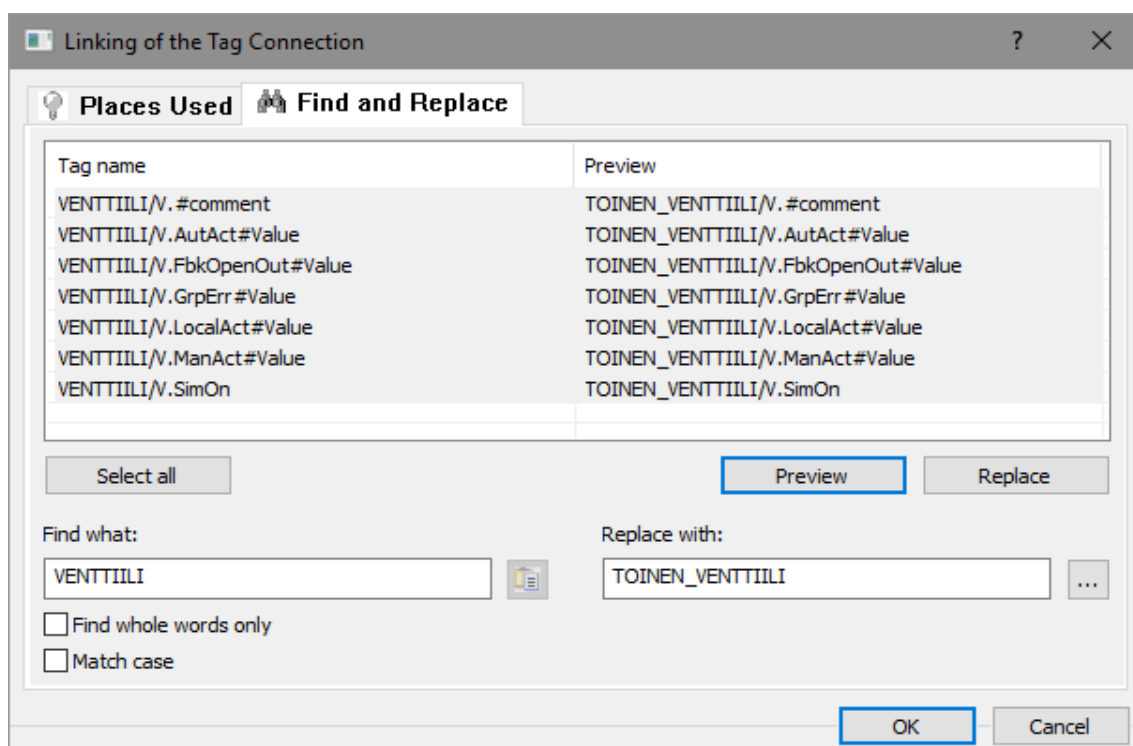 Linking of the Tag Connection ?
Places Used Find and Replace
Tag name Preview
VENTTIILI/V.#comment TOINEN_VENTTIILI/V.#comment
VENTTIILI/V.AutAct#Value TOINEN_VENTTIILI/V.AutAct#Value
VENTTIILI/V.FbkOpenOut#Value TOINEN_VENTTIILI/V.FbkOpenOut#Value
VENTTIILI/V.GrpErr#Value TOINEN_VENTTIILI/V.GrpErr#Value
VENTTIILI/V.LocalAct#Value TOINEN_VENTTIILI/V.LocalAct#Value
VENTTIILI/V.ManAct#Value TOINEN_VENTTIILI/V.ManAct#Value
VENTTIILI/V.SimOn TOINEN_VENTTIILI/V.SimOn
Select all Preview Replace
Find what: Replace with:
VENTTIILI TOINEN_VENTTIILI ...
Find whole words only
Match case
OK Cancel